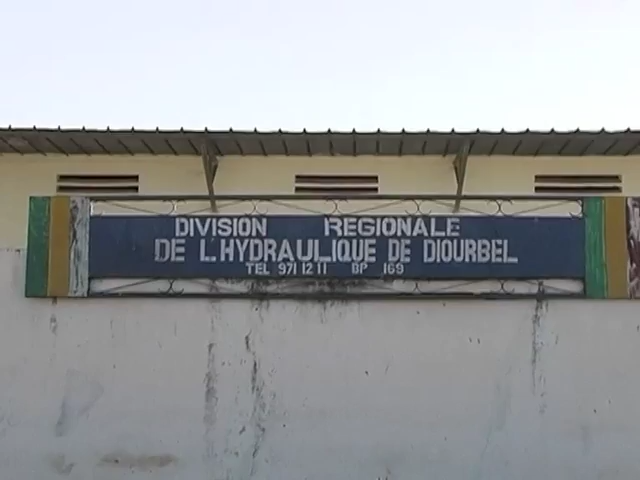 DIVISION REGIONALE
DE L'HYDRAULIQUE DE DIOURBEL
TEL 971 12 11 BP 169